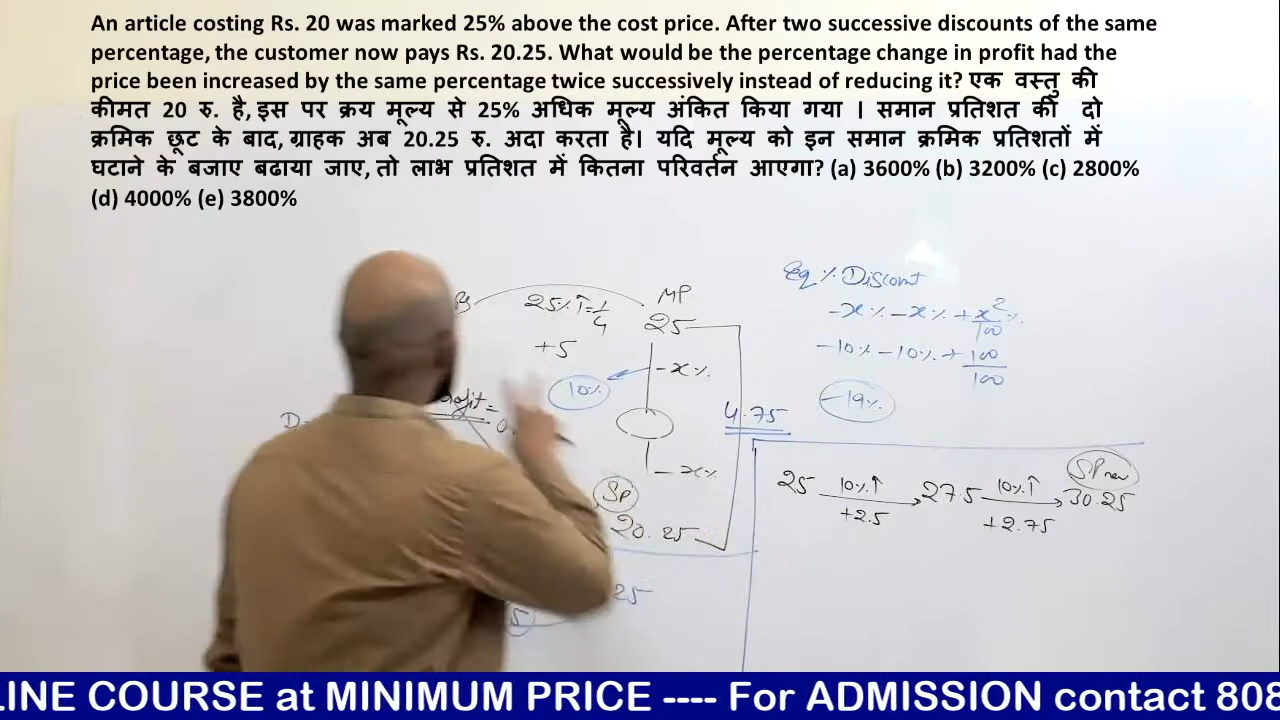 An article costing Rs. 20 was marked 25% above the cost price. After two successive discounts of the same
percentage, the customer now pays Rs. 20.25. What would be the percentage change in profit had the
price been increased by the same percentage twice successively instead of reducing it? एक वस्तु की
कीमत 20 रु. है, इस पर क्रय मूल्य से 25% अधिक मूल्य अंकित किया गया । समान प्रतिशत की दो
क्रमिक छूट के बाद, ग्राहक अब 20.25 रु. अदा करता है। यदि मूल्य को इन समान क्रमिक प्रतिशतों में
घटाने के बजाए बढाया जाए, तो लाभ प्रतिशत में कितना परिवर्तन आएगा? (a) 3600% (b) 3200% (c) 2800%
(d) 4000% (e) 3800%
Eq % Discount
-x% -x% + x²/100 %
-10% -10% + 100/100
-19%
25%↑=1/4
+5
MP
25
-x%
10%
4.75
-x%
SP
20.25
25 10%↑ +2.5 27.5 10%↑ +2.75 30.25
SP new
25
LINE COURSE at MINIMUM PRICE ---- For ADMISSION contact 808